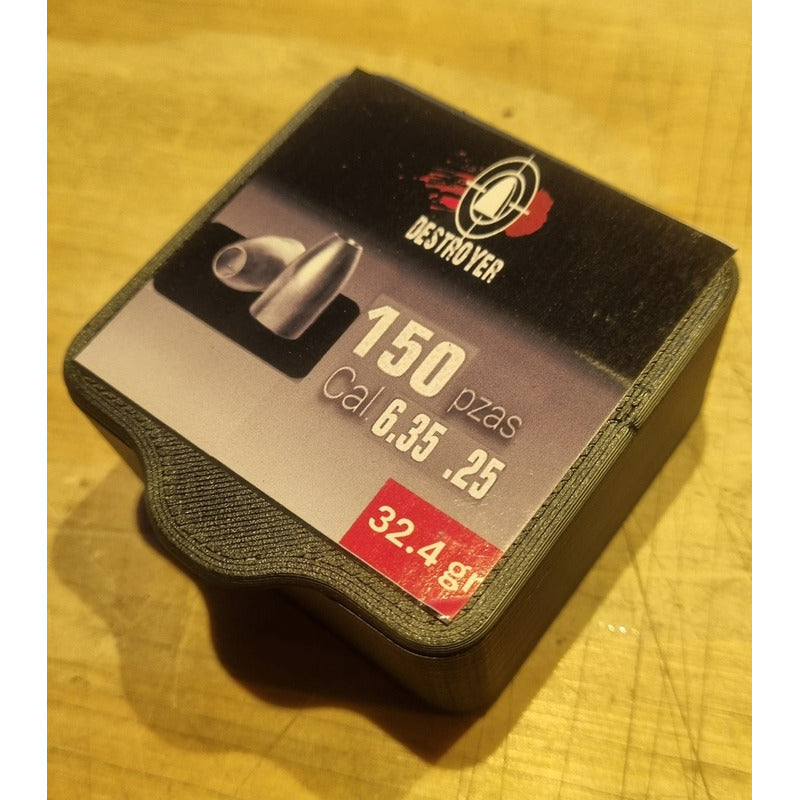 DESTROYER
150 pzas
Cal. 6.35 .25
32.4 gr